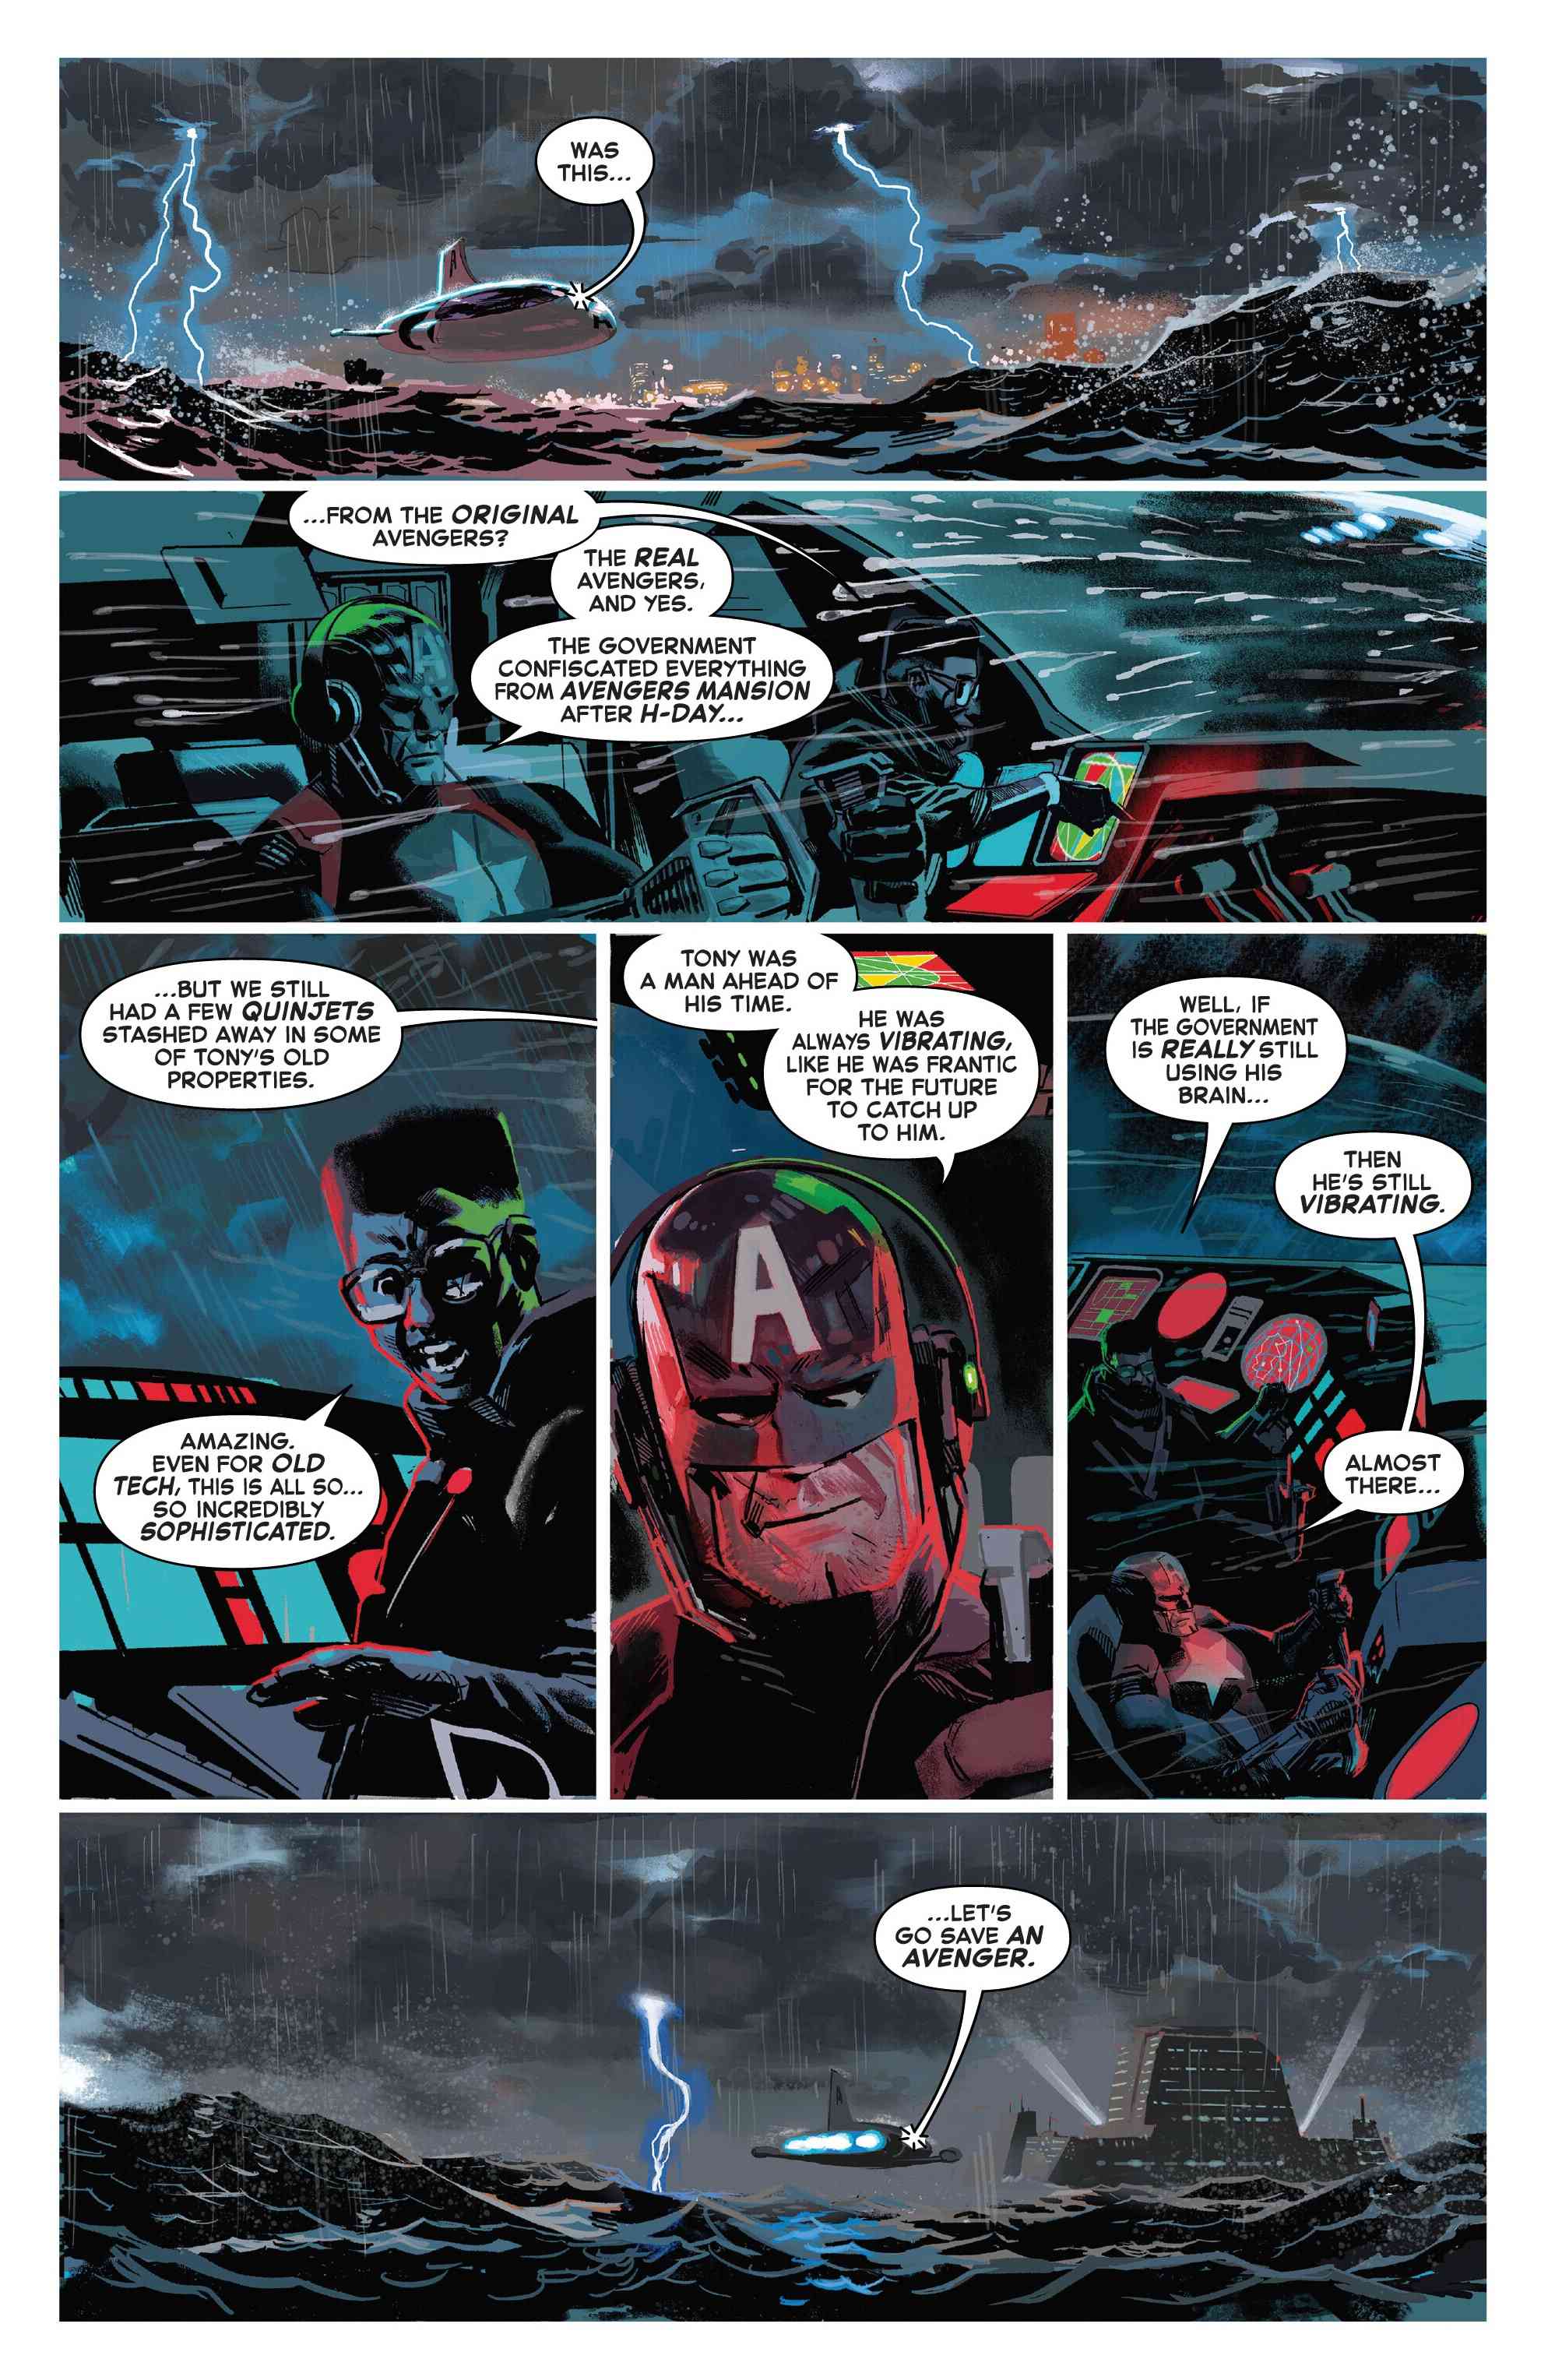 WAS
THIS...
...FROM THE ORIGINAL
AVENGERS?
THE REAL
AVENGERS,
AND YES.
THE GOVERNMENT
CONFISCATED EVERYTHING
FROM AVENGERS MANSION
AFTER H-DAY...
A
...BUT WE STILL
HAD A FEW QUINJETS
STASHED AWAY IN SOME
OF TONY'S OLD
PROPERTIES.
AMAZING.
EVEN FOR OLD
TECH, THIS IS ALL SO...
SO INCREDIBLY
SOPHISTICATED.
TONY WAS
A MAN AHEAD OF
HIS TIME.
HE WAS
ALWAYS VIBRATING,
LIKE HE WAS FRANTIC
FOR THE FUTURE
TO CATCH UP
TO HIM.
A
WELL, IF
THE GOVERNMENT
IS REALLY STILL
USING HIS
BRAIN...
THEN
HE'S STILL
VIBRATING.
ALMOST
THERE...
...LET'S
GO SAVE AN
AVENGER.
A